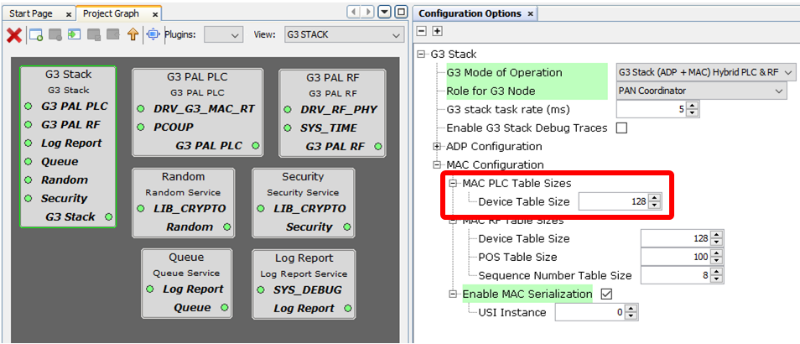 Start Page × Project Graph ×
Plugins: View: G3 STACK
G3 Stack
G3 Stack
G3 PAL PLC
G3 PAL RF
Log Report
Queue
Random
Security
G3 Stack
G3 PAL PLC
G3 PAL PLC
DRV_G3_MAC_RT
PCOUP
G3 PAL PLC
G3 PAL RF
G3 PAL RF
DRV_RF_PHY
SYS_TIME
G3 PAL RF
Random
Random Service
LIB_CRYPTO
Random
Security
Security Service
LIB_CRYPTO
Security
Queue
Queue Service
Log Report
Queue
Log Report
Log Report Service
SYS_DEBUG
Log Report
Configuration Options ×
G3 Stack
G3 Mode of Operation G3 Stack (ADP + MAC) Hybrid PLC & RF
Role for G3 Node PAN Coordinator
G3 stack task rate (ms) 5
Enable G3 Stack Debug Traces
ADP Configuration
MAC Configuration
MAC PLC Table Sizes
Device Table Size 128
MAC RF Table Sizes
Device Table Size 128
POS Table Size 100
Sequence Number Table Size 8
Enable MAC Serialization
USI Instance 0